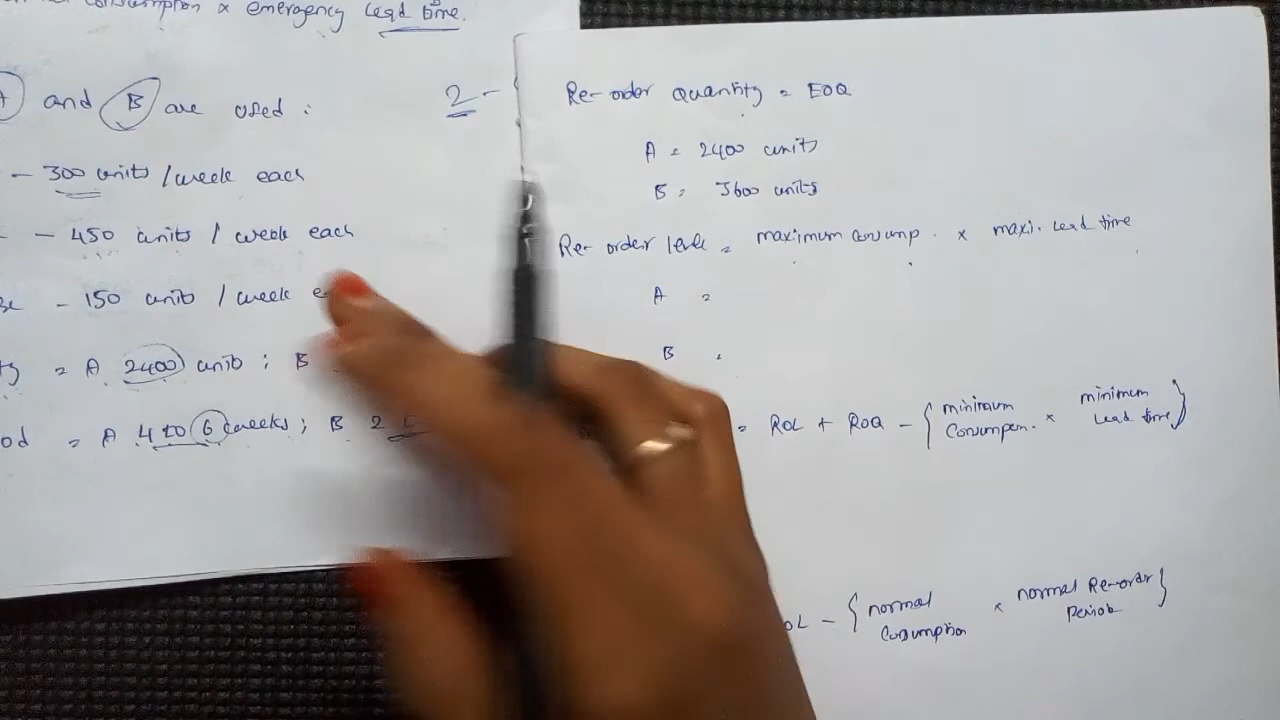 Consumption x emergency Lead time.
and B are used :
2 -
- 300 units / week each
- 450 units / week each
- 150 units / week
= A 2400 units ; B
= A 4 to 6 weeks ; B 2
Re-order Quantity = EOQ
A = 2400 units
B = 3600 units
Re-order level = maximum consump. x maxi. Lead time
A =
B =
= ROL + ROQ - { minimum Consumpen. x minimum Lead time }
OL - { normal Consumption x normal Re-order Period }